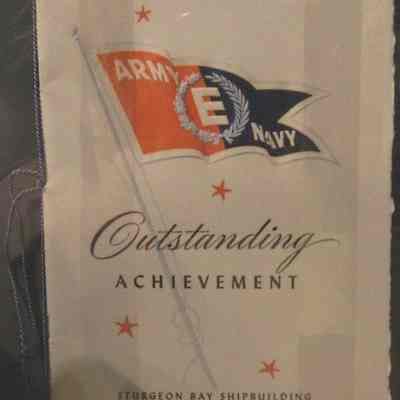 ARMY
E
NAVY
Outstanding
ACHIEVEMENT
STURGEON BAY SHIPBUILDING